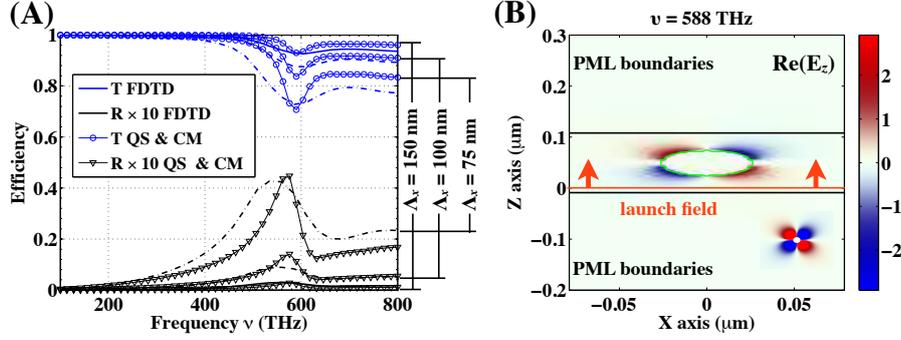 (A)
1
0.8
0.6
0.4
0.2
0
Efficiency
T FDTD
R × 10 FDTD
T QS & CM
R × 10 QS & CM
200
400
600
800
Frequency ν (THz)
Λx = 150 nm
Λx = 100 nm
Λx = 75 nm
(B)
υ = 588 THz
0.3
0.2
0.1
0
−0.1
−0.2
Z axis (μm)
PML boundaries
Re(Ez)
launch field
PML boundaries
−0.05
0
0.05
X axis (μm)
2
1
0
−1
−2